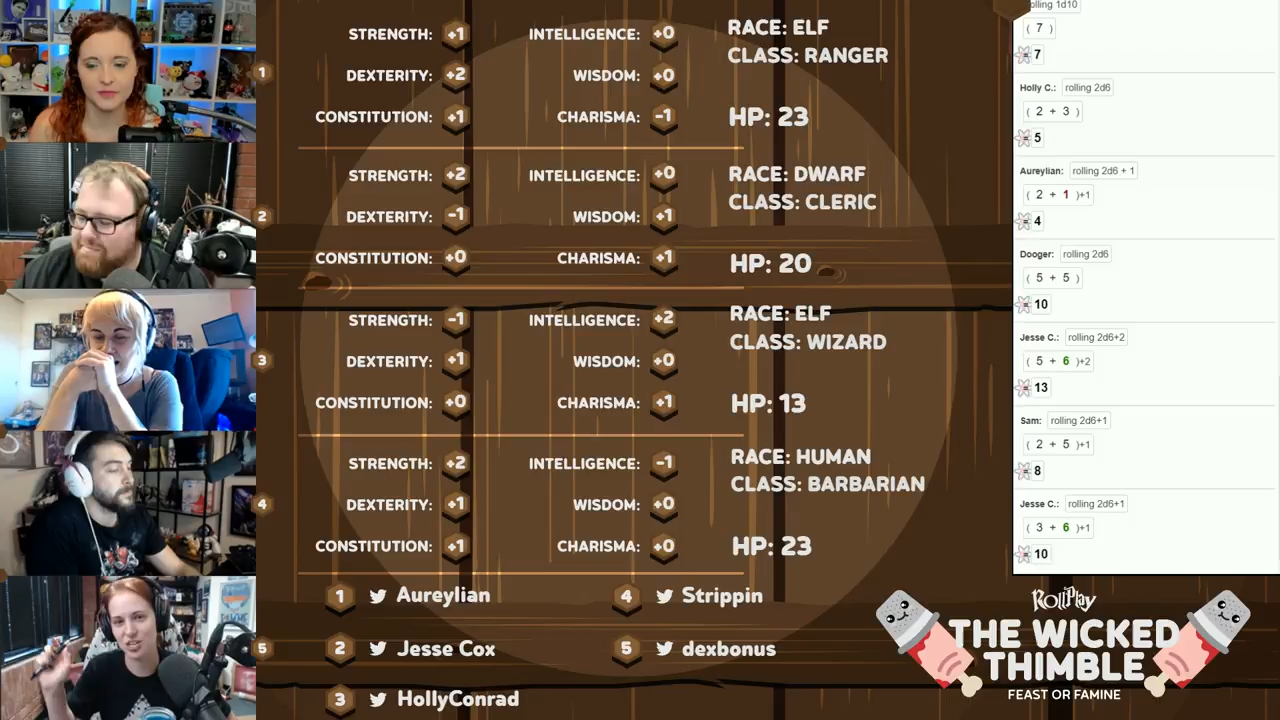 1
STRENGTH: +1 INTELLIGENCE: +0 RACE: ELF
DEXTERITY: +2 WISDOM: +0 CLASS: RANGER
CONSTITUTION: +1 CHARISMA: -1 HP: 23
2
STRENGTH: +2 INTELLIGENCE: +0 RACE: DWARF
DEXTERITY: -1 WISDOM: +1 CLASS: CLERIC
CONSTITUTION: +0 CHARISMA: +1 HP: 20
3
STRENGTH: -1 INTELLIGENCE: +2 RACE: ELF
DEXTERITY: +1 WISDOM: +0 CLASS: WIZARD
CONSTITUTION: +0 CHARISMA: +1 HP: 13
4
STRENGTH: +2 INTELLIGENCE: -1 RACE: HUMAN
DEXTERITY: +1 WISDOM: +0 CLASS: BARBARIAN
CONSTITUTION: +1 CHARISMA: +0 HP: 23
5
1 Aureylian 4 Strippin
2 Jesse Cox 5 dexbonus
3 HollyConrad
rolling 1d10
( 7 )
= 7
Holly C.: rolling 2d6
( 2 + 3 )
= 5
Aureylian: rolling 2d6 + 1
( 2 + 1 )+1
= 4
Dooger: rolling 2d6
( 5 + 5 )
= 10
Jesse C.: rolling 2d6+2
( 5 + 6 )+2
= 13
Sam: rolling 2d6+1
( 2 + 5 )+1
= 8
Jesse C.: rolling 2d6+1
( 3 + 6 )+1
= 10
RollPlay
THE WICKED
THIMBLE
FEAST OR FAMINE